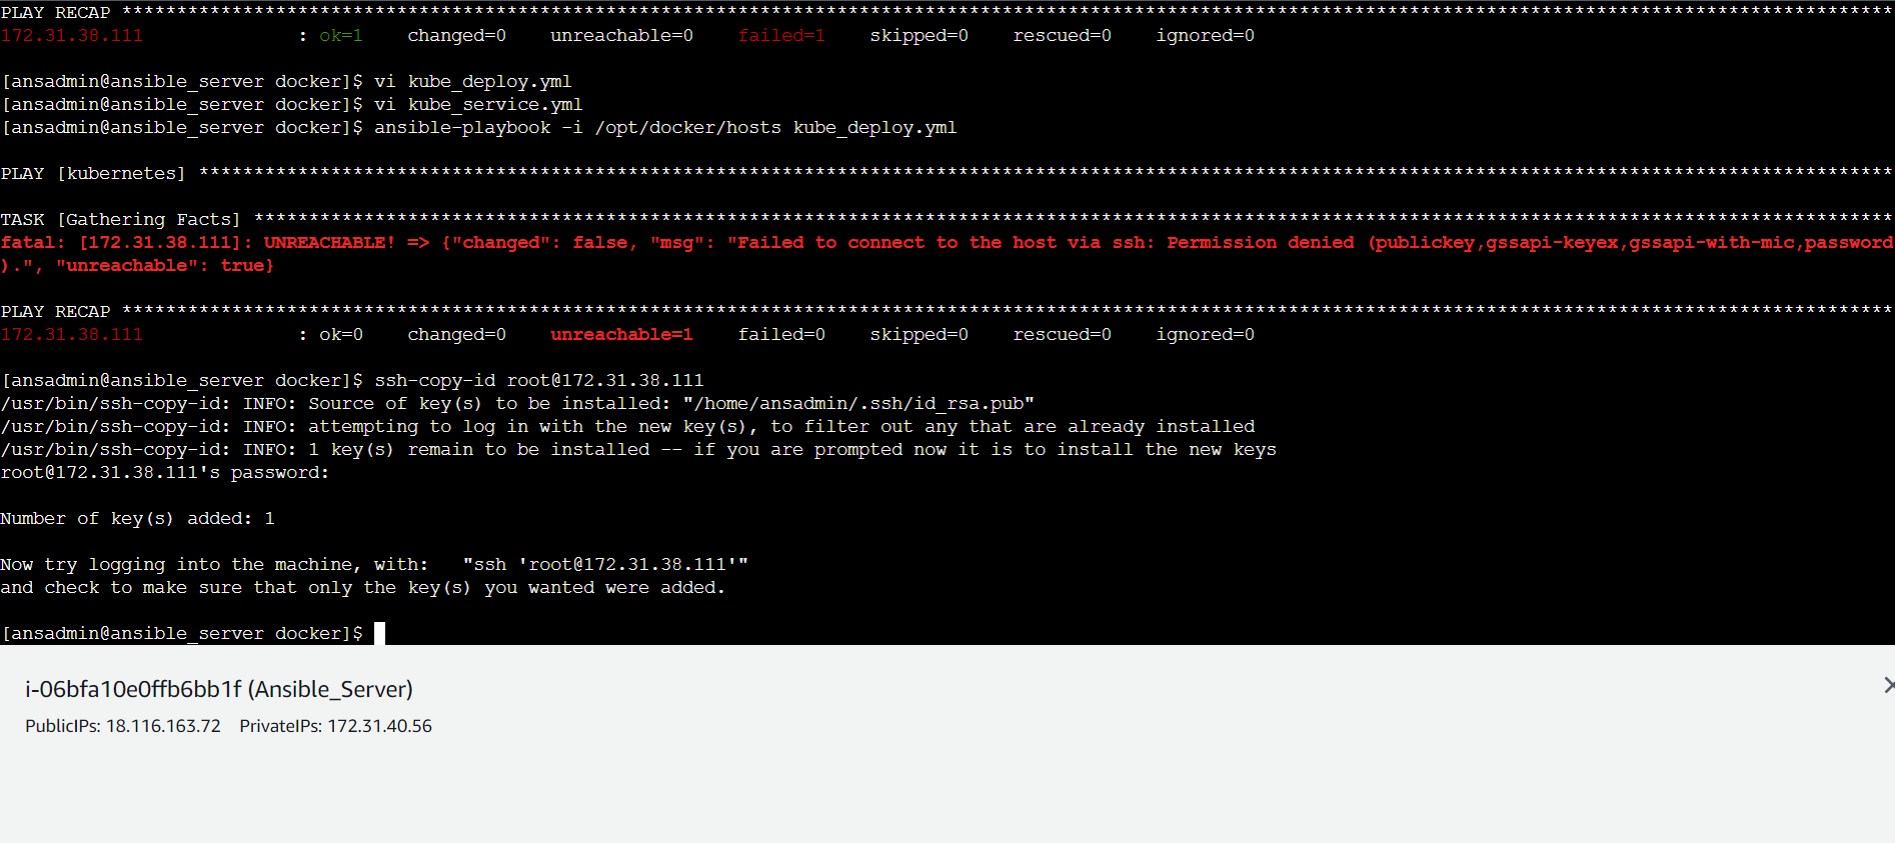 PLAY RECAP *****************************************************************************************************************************************************************
172.31.38.111 : ok=1 changed=0 unreachable=0 failed=1 skipped=0 rescued=0 ignored=0
[ansadmin@ansible_server docker]$ vi kube_deploy.yml
[ansadmin@ansible_server docker]$ vi kube_service.yml
[ansadmin@ansible_server docker]$ ansible-playbook -i /opt/docker/hosts kube_deploy.yml
PLAY [kubernetes] **********************************************************************************************************************************************************
TASK [Gathering Facts] *****************************************************************************************************************************************************
fatal: [172.31.38.111]: UNREACHABLE! => {"changed": false, "msg": "Failed to connect to the host via ssh: Permission denied (publickey,gssapi-keyex,gssapi-with-mic,password
).", "unreachable": true}
PLAY RECAP *****************************************************************************************************************************************************************
172.31.38.111 : ok=0 changed=0 unreachable=1 failed=0 skipped=0 rescued=0 ignored=0
[ansadmin@ansible_server docker]$ ssh-copy-id root@172.31.38.111
/usr/bin/ssh-copy-id: INFO: Source of key(s) to be installed: "/home/ansadmin/.ssh/id_rsa.pub"
/usr/bin/ssh-copy-id: INFO: attempting to log in with the new key(s), to filter out any that are already installed
/usr/bin/ssh-copy-id: INFO: 1 key(s) remain to be installed -- if you are prompted now it is to install the new keys
root@172.31.38.111's password:
Number of key(s) added: 1
Now try logging into the machine, with: "ssh 'root@172.31.38.111'"
and check to make sure that only the key(s) you wanted were added.
[ansadmin@ansible_server docker]$
i-06bfa10e0ffb6bb1f (Ansible_Server)
PublicIPs: 18.116.163.72 PrivateIPs: 172.31.40.56